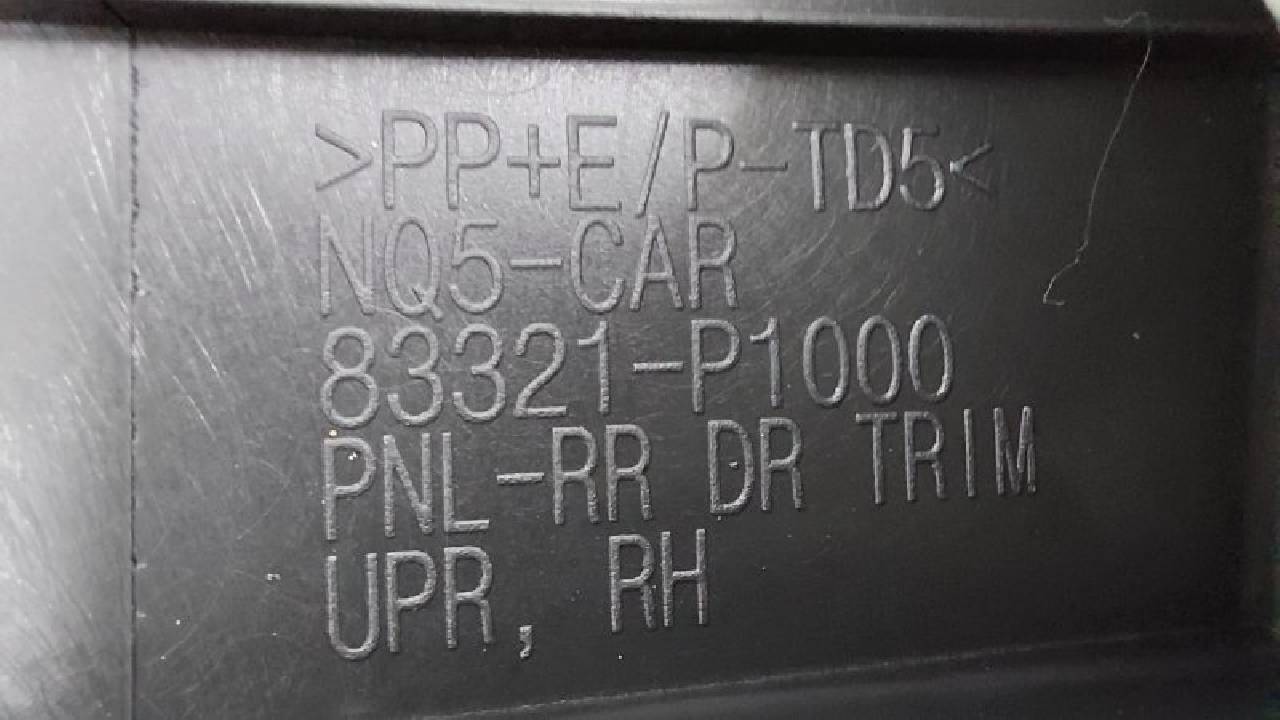 >PP+E/P-TD5<
NQ5-CAR
83321-P1000
PNL-RR DR TRIM
UPR, RH